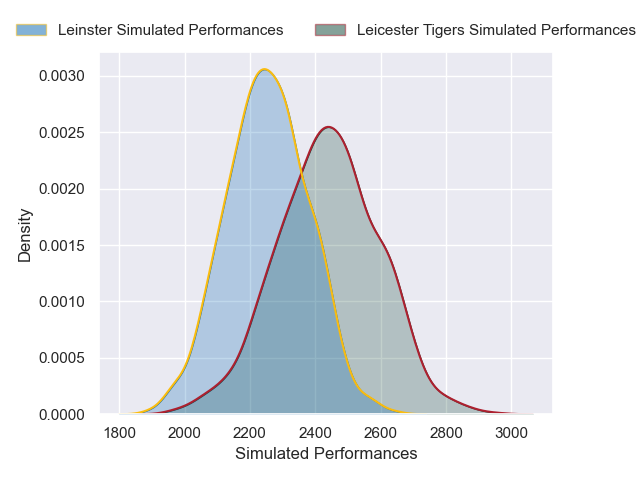 Leinster Simulated Performances
Leicester Tigers Simulated Performances
0.0030
0.0025
0.0020
0.0015
0.0010
0.0005
0.0000
Density
1800 2000 2200 2400 2600 2800 3000
Simulated Performances